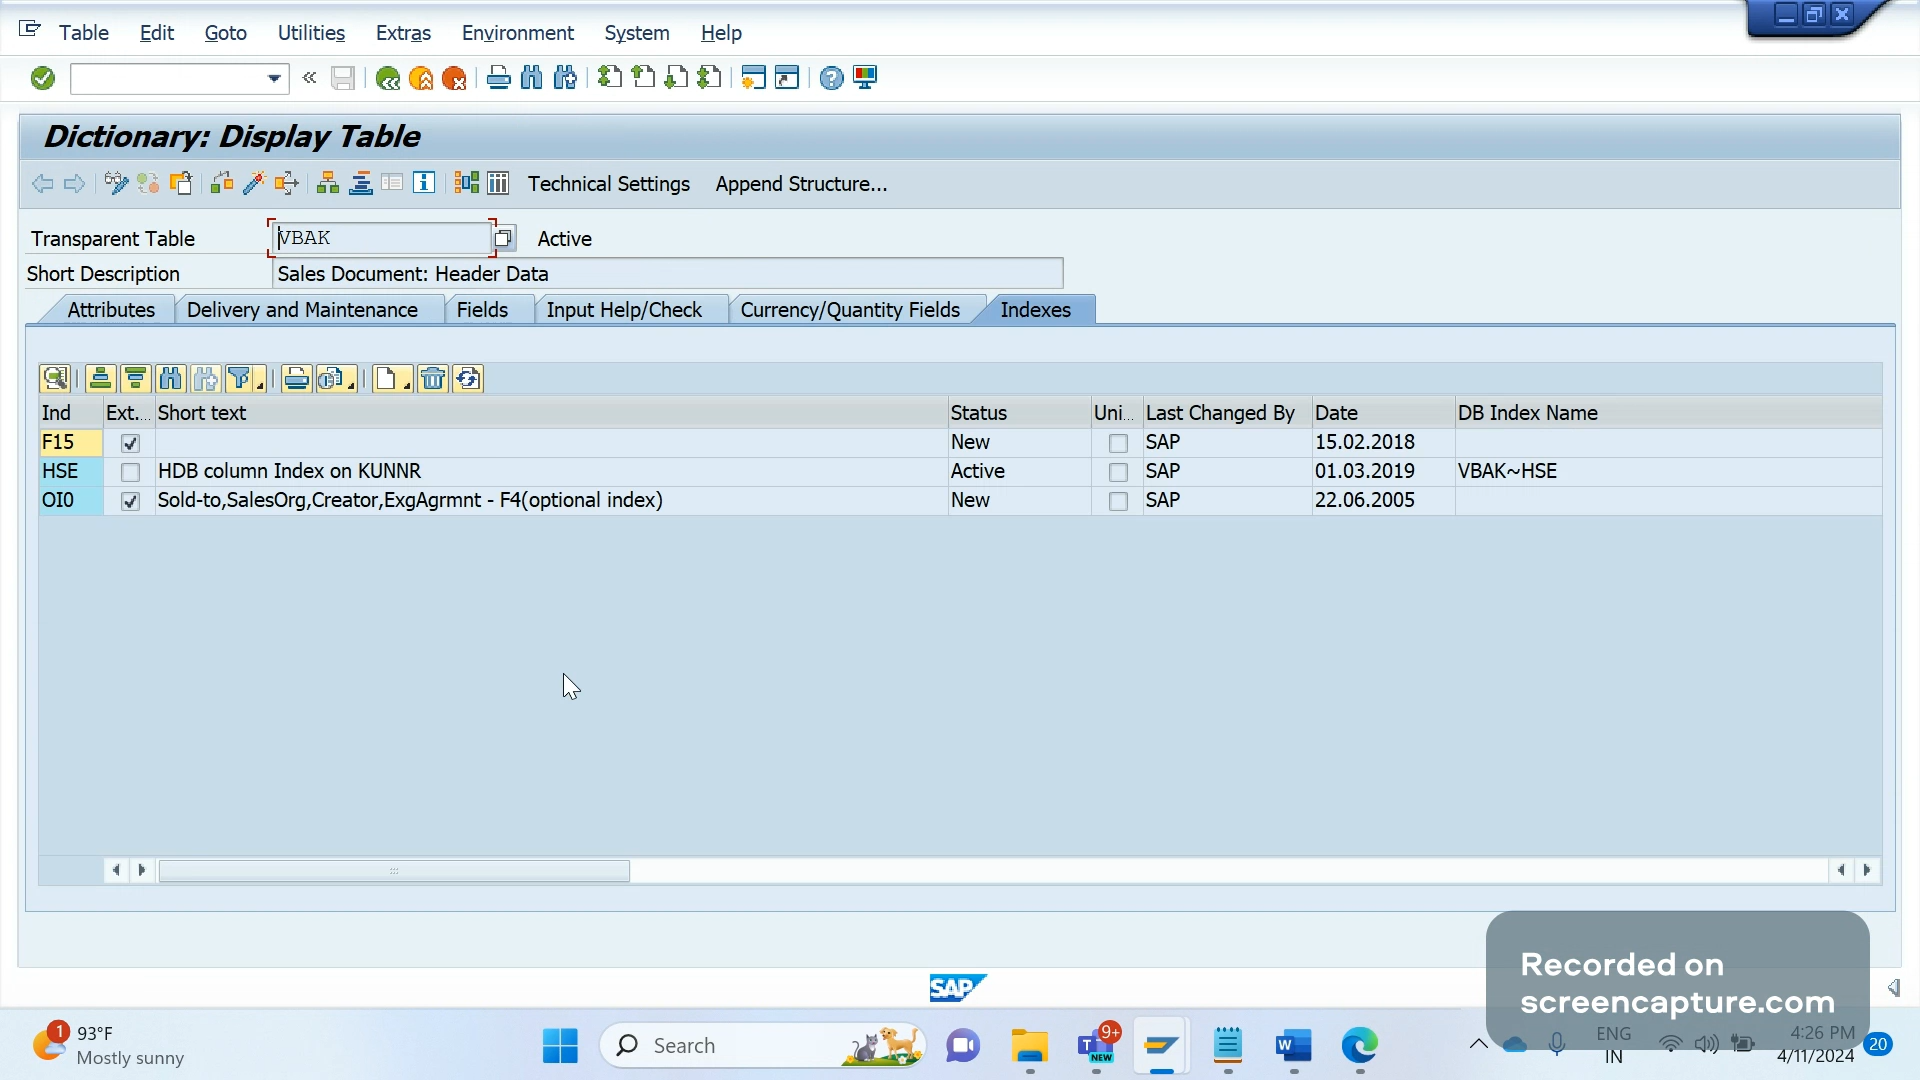 Table Edit Goto Utilities Extras Environment System Help
Dictionary: Display Table
Technical Settings Append Structure...
Transparent Table VBAK Active
Short Description Sales Document: Header Data
Attributes Delivery and Maintenance Fields Input Help/Check Currency/Quantity Fields Indexes
Ind Ext... Short text Status Uni... Last Changed By Date DB Index Name
F15 New SAP 15.02.2018
HSE HDB column Index on KUNNR Active SAP 01.03.2019 VBAK~HSE
OI0 Sold-to,SalesOrg,Creator,ExgAgrmnt - F4(optional index) New SAP 22.06.2005
Recorded on
screencapture.com
SAP
1 93°F
Mostly sunny
Search
T 9+
NEW
W
ENG
IN
4:26 PM
4/11/2024
20